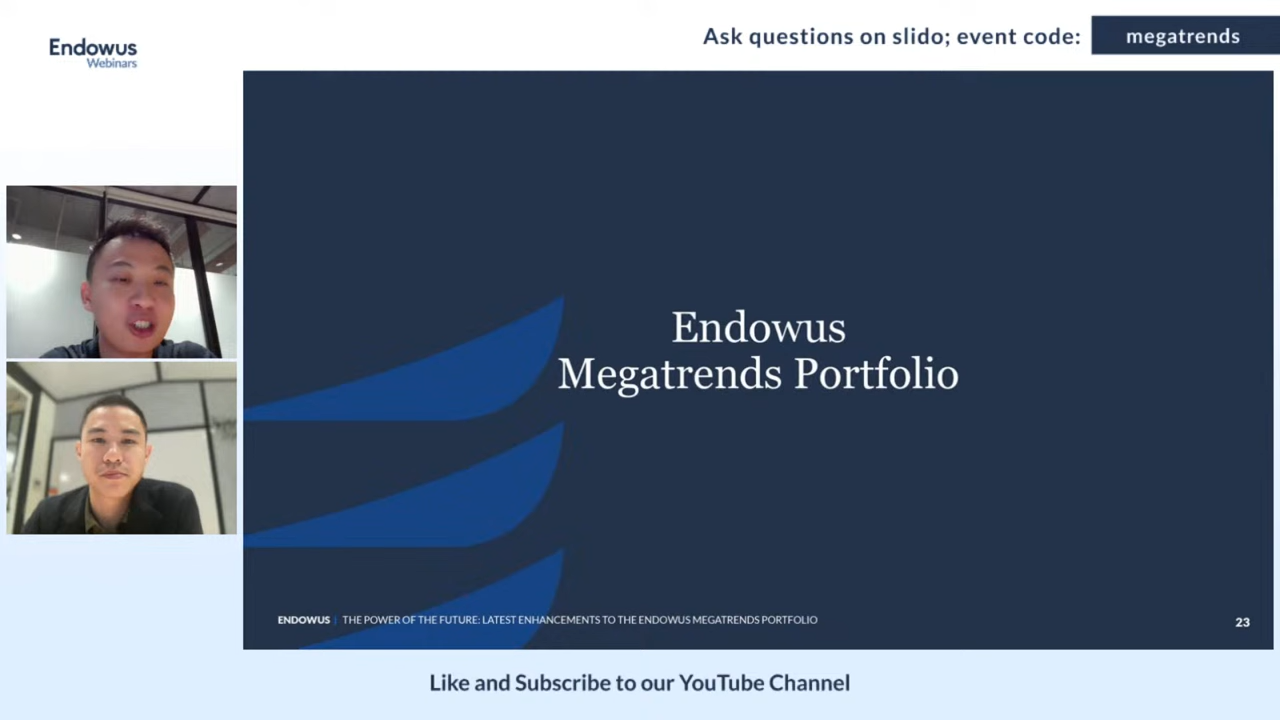 Endowus
Webinars
Ask questions on slido; event code: megatrends
Endowus
Megatrends Portfolio
ENDOWUS | THE POWER OF THE FUTURE: LATEST ENHANCEMENTS TO THE ENDOWUS MEGATRENDS PORTFOLIO 23
Like and Subscribe to our YouTube Channel